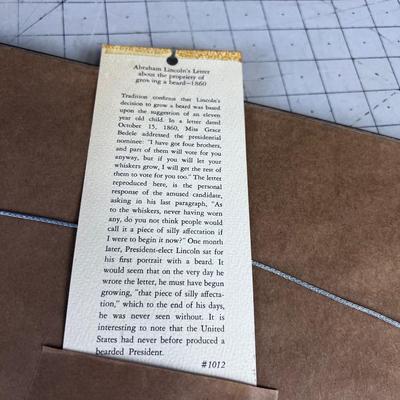 Abraham Lincoln's Letter
about the propriety of
growing a beard—1860
Tradition confirms that Lincoln's
decision to grow a beard was based
upon the suggestion of an eleven
year old child. In a letter dated
October 15, 1860, Miss Grace
Bedele addressed the presidential
nominee: "I have got four brothers,
and part of them will vote for you
anyway, but if you will let your
whiskers grow, I will get the rest of
them to vote for you too." The letter
reproduced here, is the personal
response of the amused candidate,
asking in his last paragraph, "As
to the whiskers, never having worn
any, do you not think people would
call it a piece of silly affectation if
I were to begin it now?" One month
later, President-elect Lincoln sat for
his first portrait with a beard. It
would seem that on the very day he
wrote the letter, he must have begun
growing, "that piece of silly affecta-
tion," which to the end of his days,
he was never seen without. It is
interesting to note that the United
States had never before produced a
bearded President.
#1012